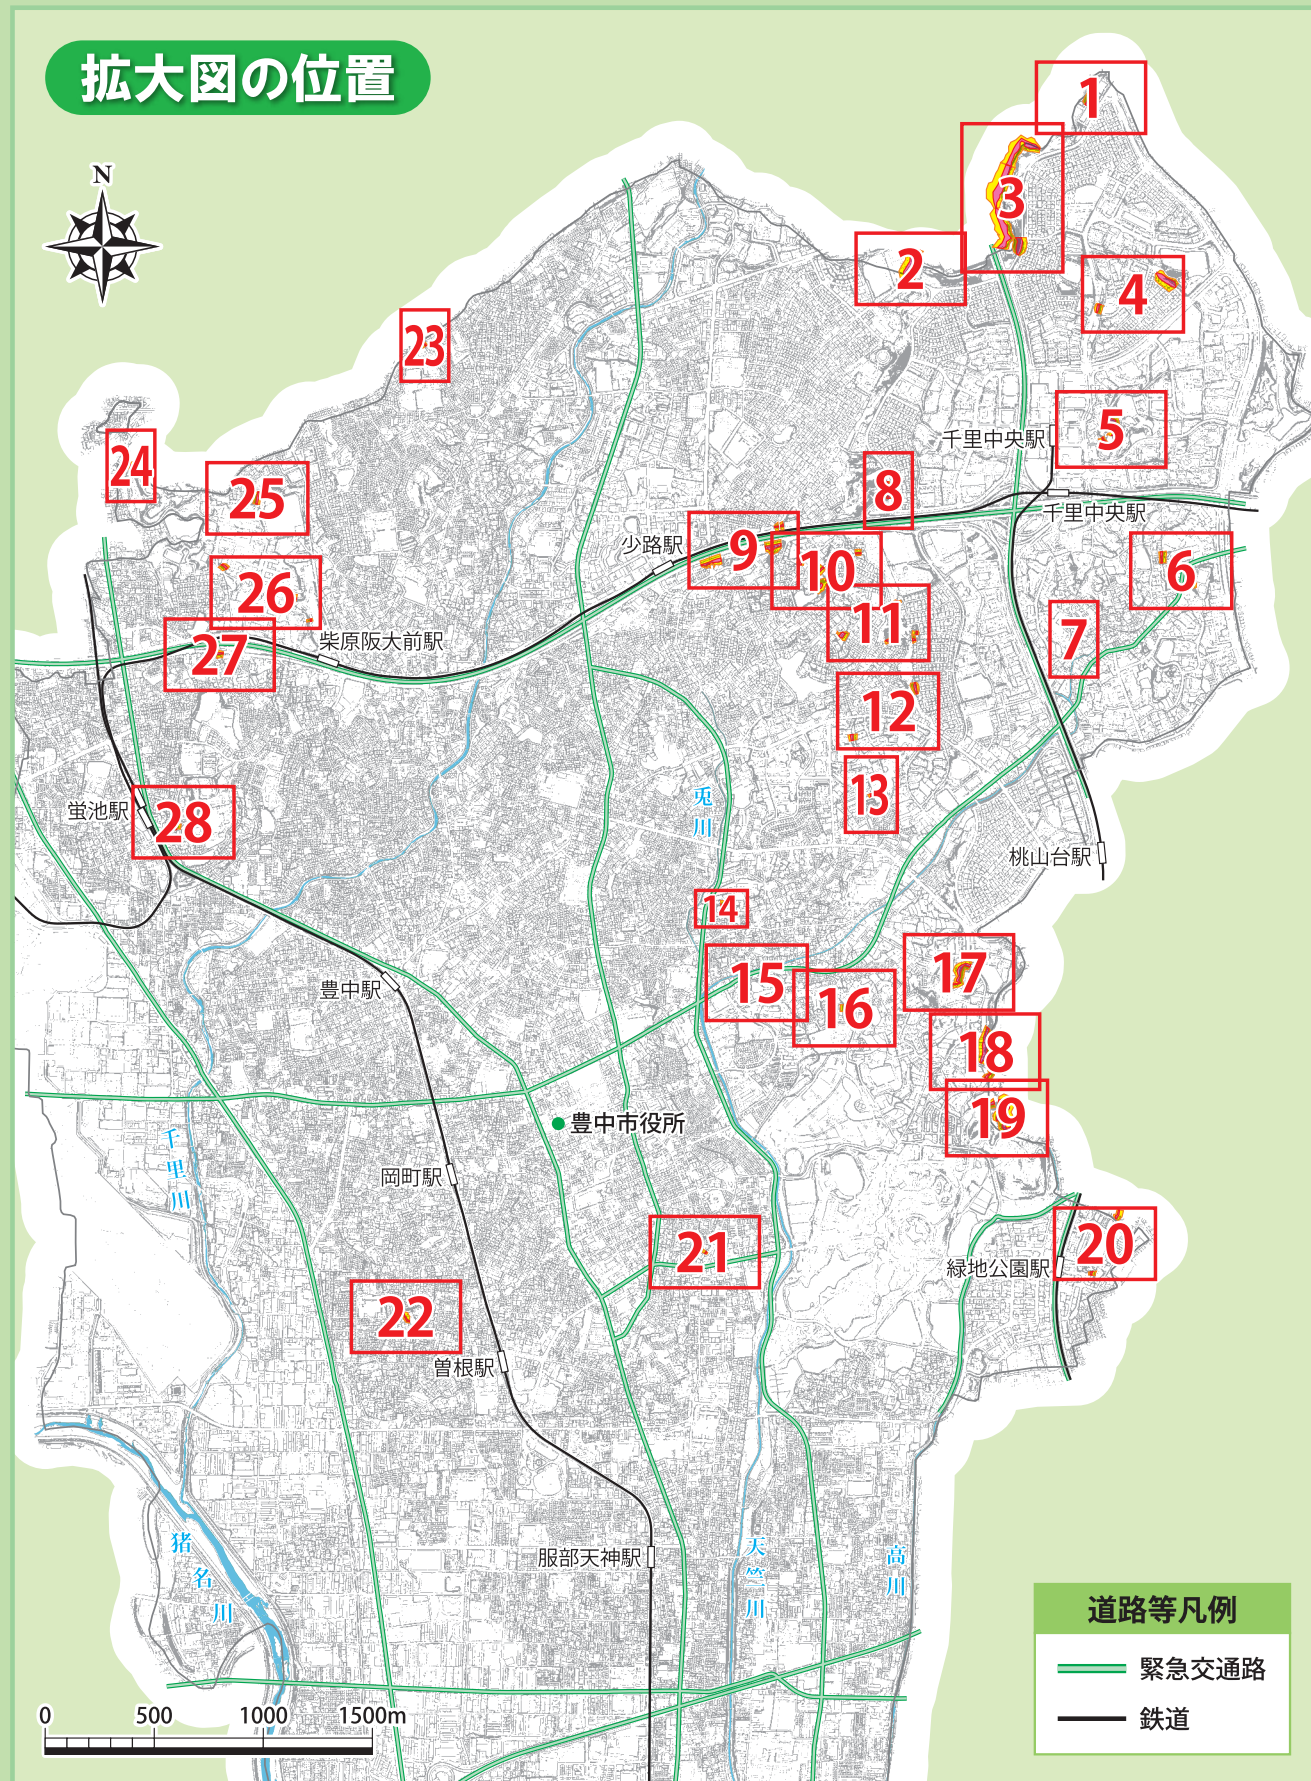 拡大図の位置
N
1
3
2
4
23
千里中央駅
5
24
25
8
千里中央駅
少路駅
9
10
6
26
11
7
柴原阪大前駅
27
12
蛍池駅
28
13
兎川
桃山台駅
14
15
17
豊中駅
16
18
19
豊中市役所
千里川
岡町駅
20
21
緑地公園駅
22
曽根駅
猪名川
服部天神駅
天竺川
高川
道路等凡例
緊急交通路
鉄道
0 500 1000 1500m